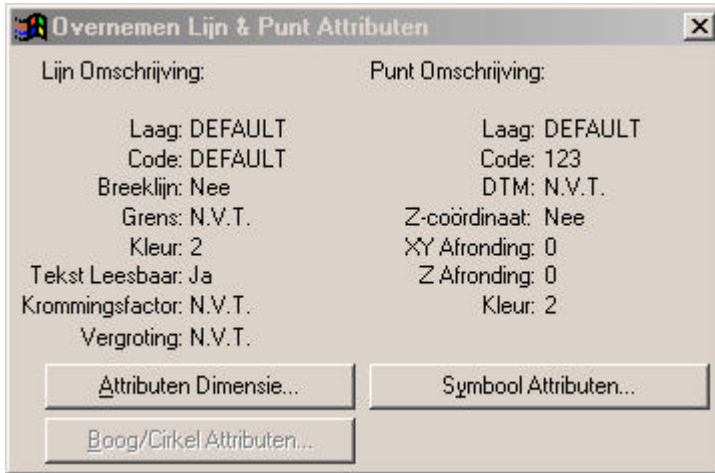 Overnemen Lijn & Punt Attributen
Lijn Omschrijving:
Laag: DEFAULT
Code: DEFAULT
Breeklijn: Nee
Grens: N.V.T.
Kleur: 2
Tekst Leesbaar: Ja
Krommingsfactor: N.V.T.
Vergroting: N.V.T.
Attributen Dimensie...
Boog/Cirkel Attributen...
Punt Omschrijving:
Laag: DEFAULT
Code: 123
DTM: N.V.T.
Z-coördinaat: Nee
XY Afronding: 0
Z Afronding: 0
Kleur: 2
Symbool Attributen...